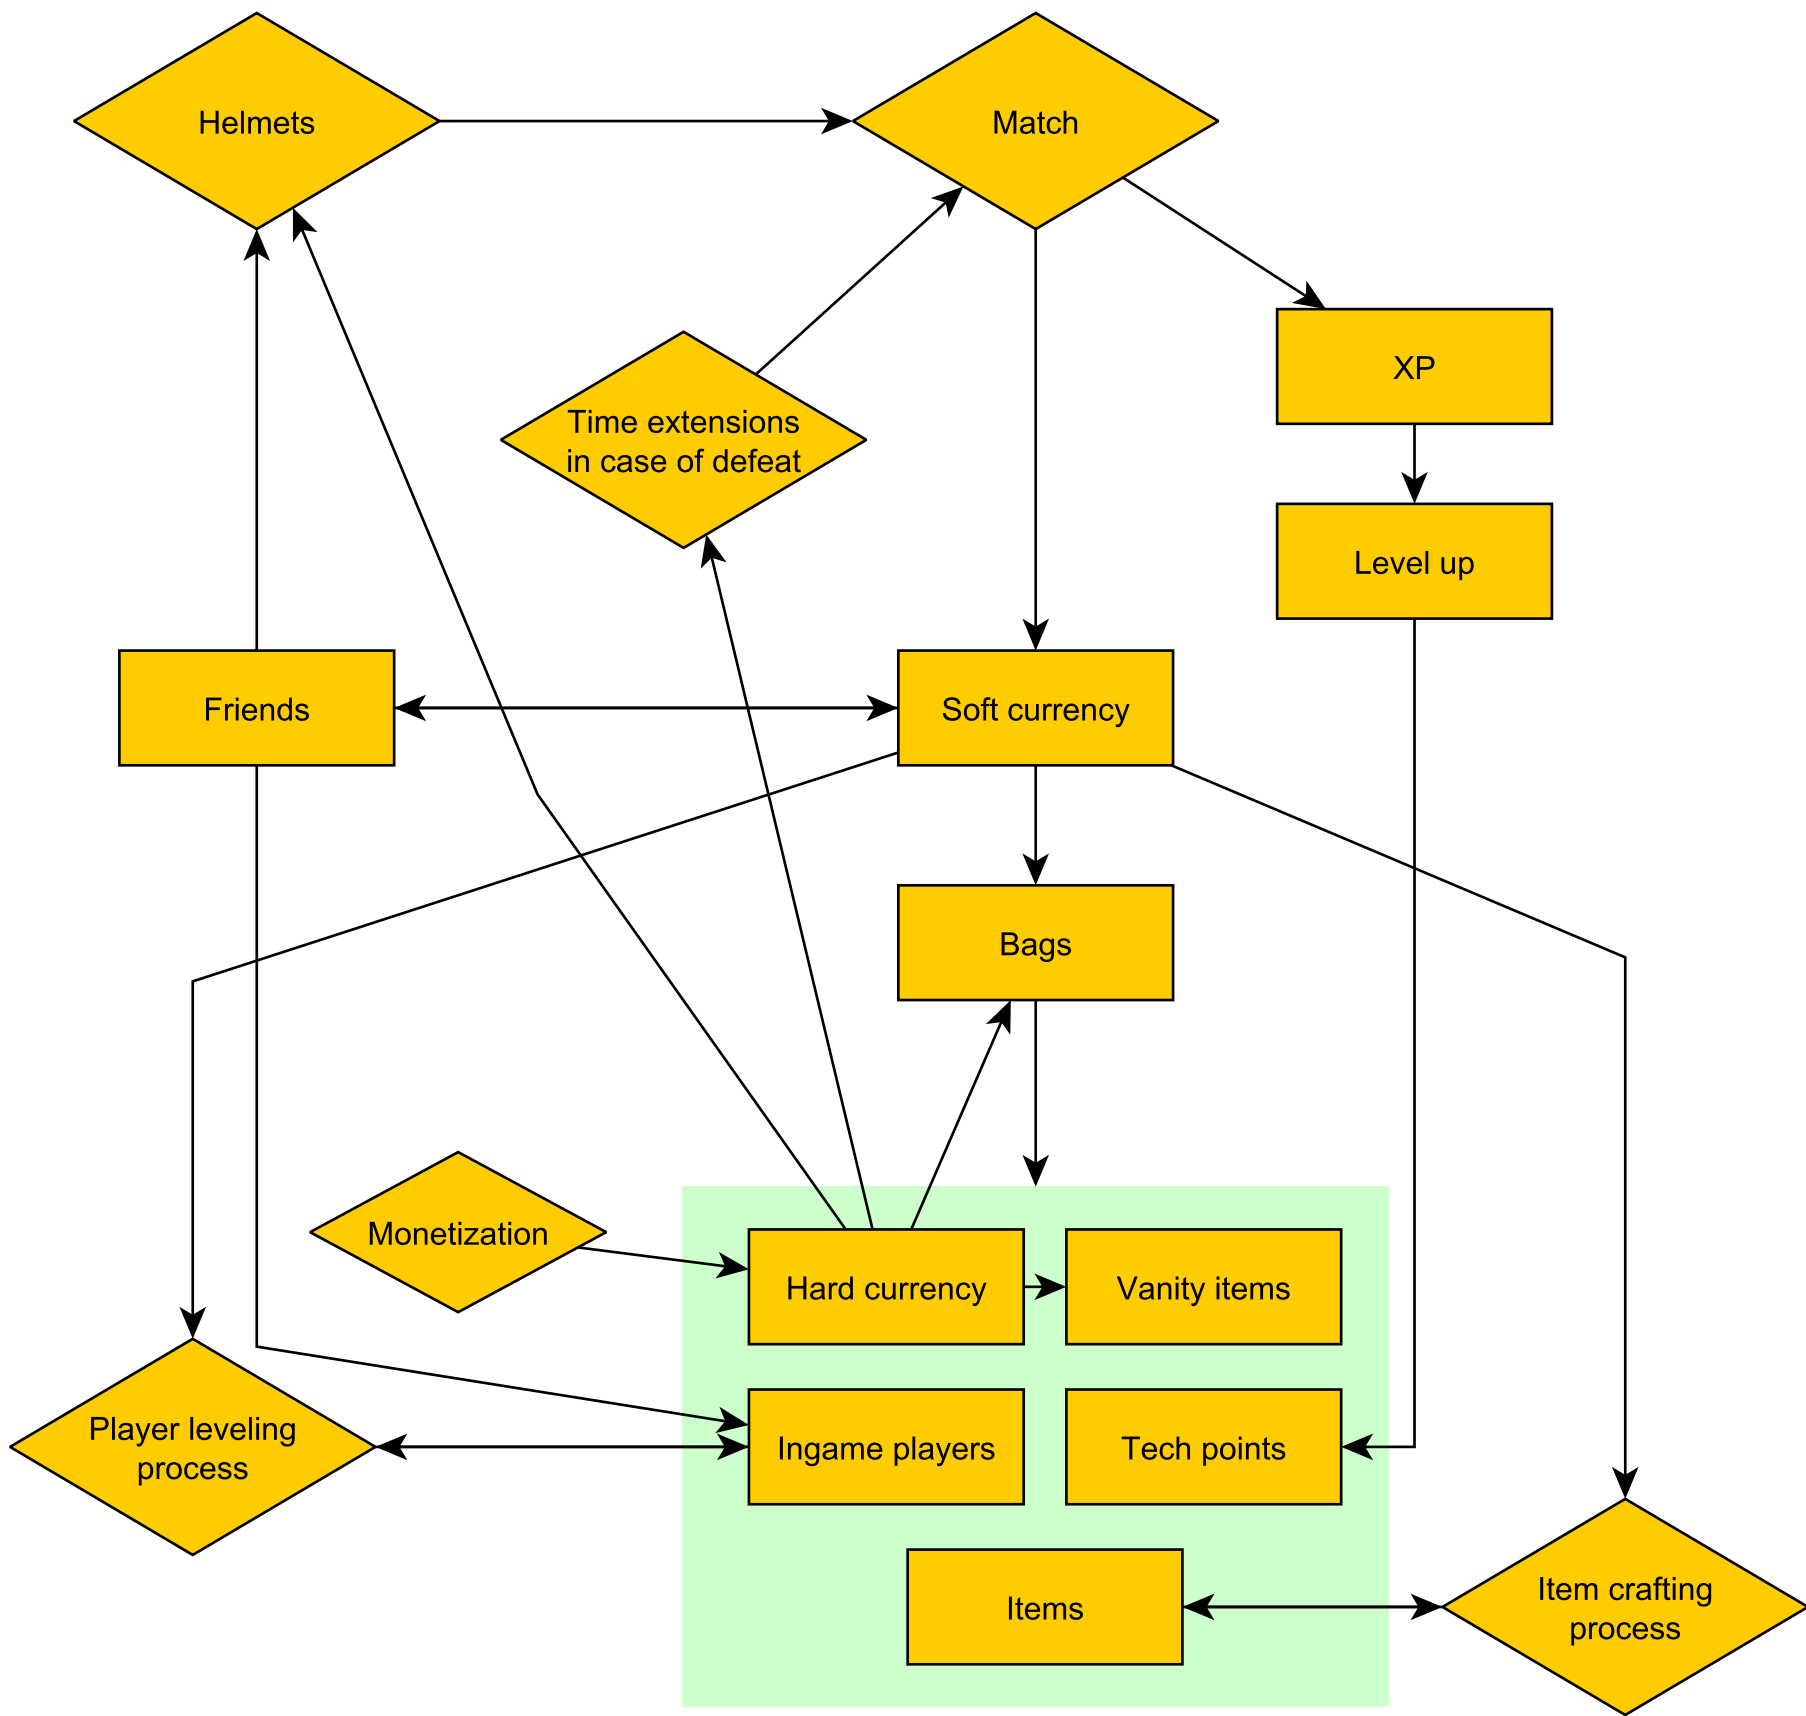 Helmets
Match
XP
Time extensions
in case of defeat
Level up
Friends
Soft currency
Bags
Monetization
Hard currency
Vanity items
Player leveling
process
Ingame players
Tech points
Items
Item crafting
process